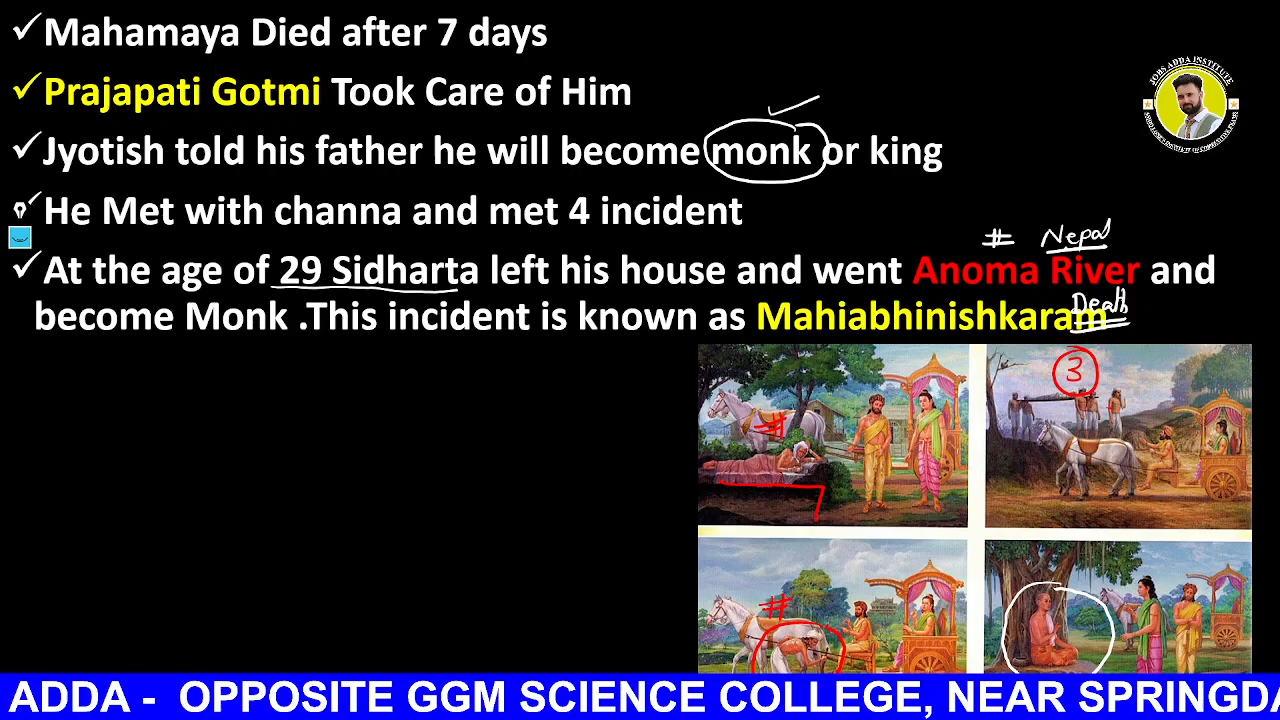 ✓Mahamaya Died after 7 days
✓Prajapati Gotmi Took Care of Him
✓Jyotish told his father he will become monk or king
✓He Met with channa and met 4 incident
# Nepal
✓At the age of 29 Sidharta left his house and went Anoma River and
Death
become Monk .This incident is known as Mahiabhinishkaram
JOBS ADDA INSTITUTE
3
#
#
ADDA - OPPOSITE GGM SCIENCE COLLEGE, NEAR SPRINGDA